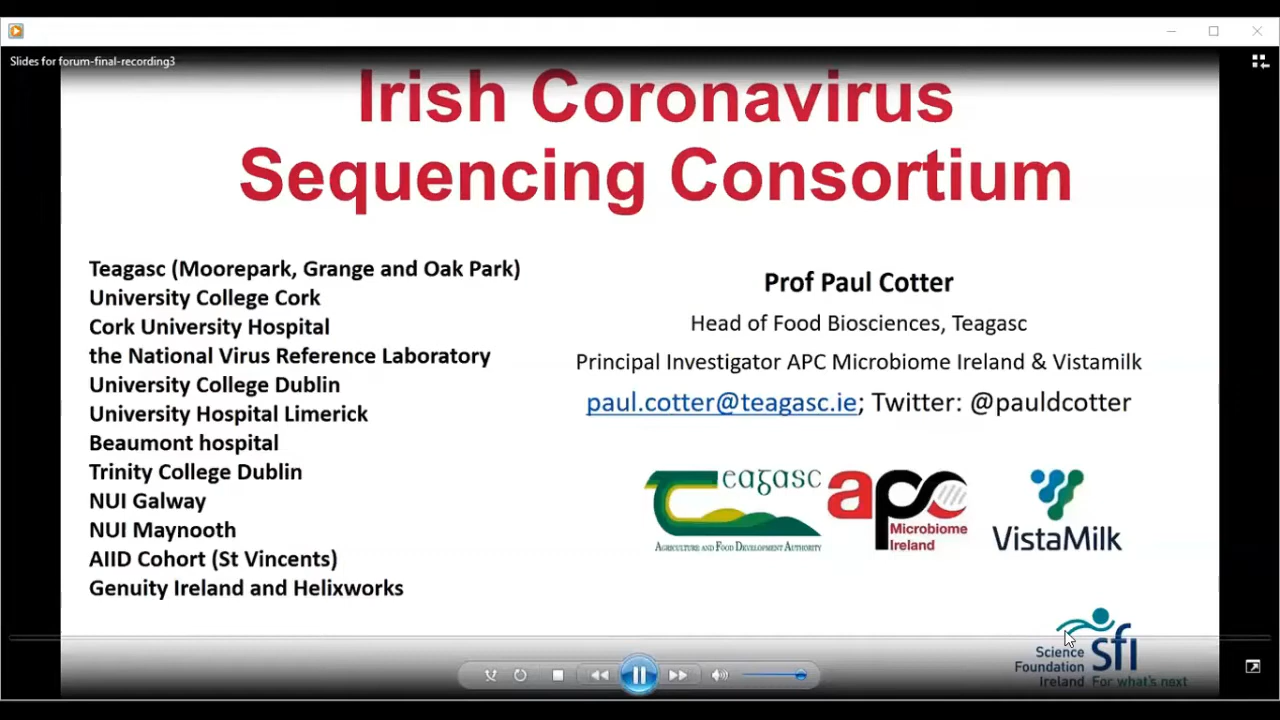 Slides for forum-final-recording3
Irish Coronavirus
Sequencing Consortium
Teagasc (Moorepark, Grange and Oak Park)
University College Cork
Cork University Hospital
the National Virus Reference Laboratory
University College Dublin
University Hospital Limerick
Beaumont hospital
Trinity College Dublin
NUI Galway
NUI Maynooth
AIID Cohort (St Vincents)
Genuity Ireland and Helixworks
Prof Paul Cotter
Head of Food Biosciences, Teagasc
Principal Investigator APC Microbiome Ireland & Vistamilk
paul.cotter@teagasc.ie; Twitter: @pauldcotter
Teagasc
Agriculture and Food Development Authority
apc
Microbiome
Ireland
VistaMilk
Science
Foundation
Ireland
sfi
For what's next